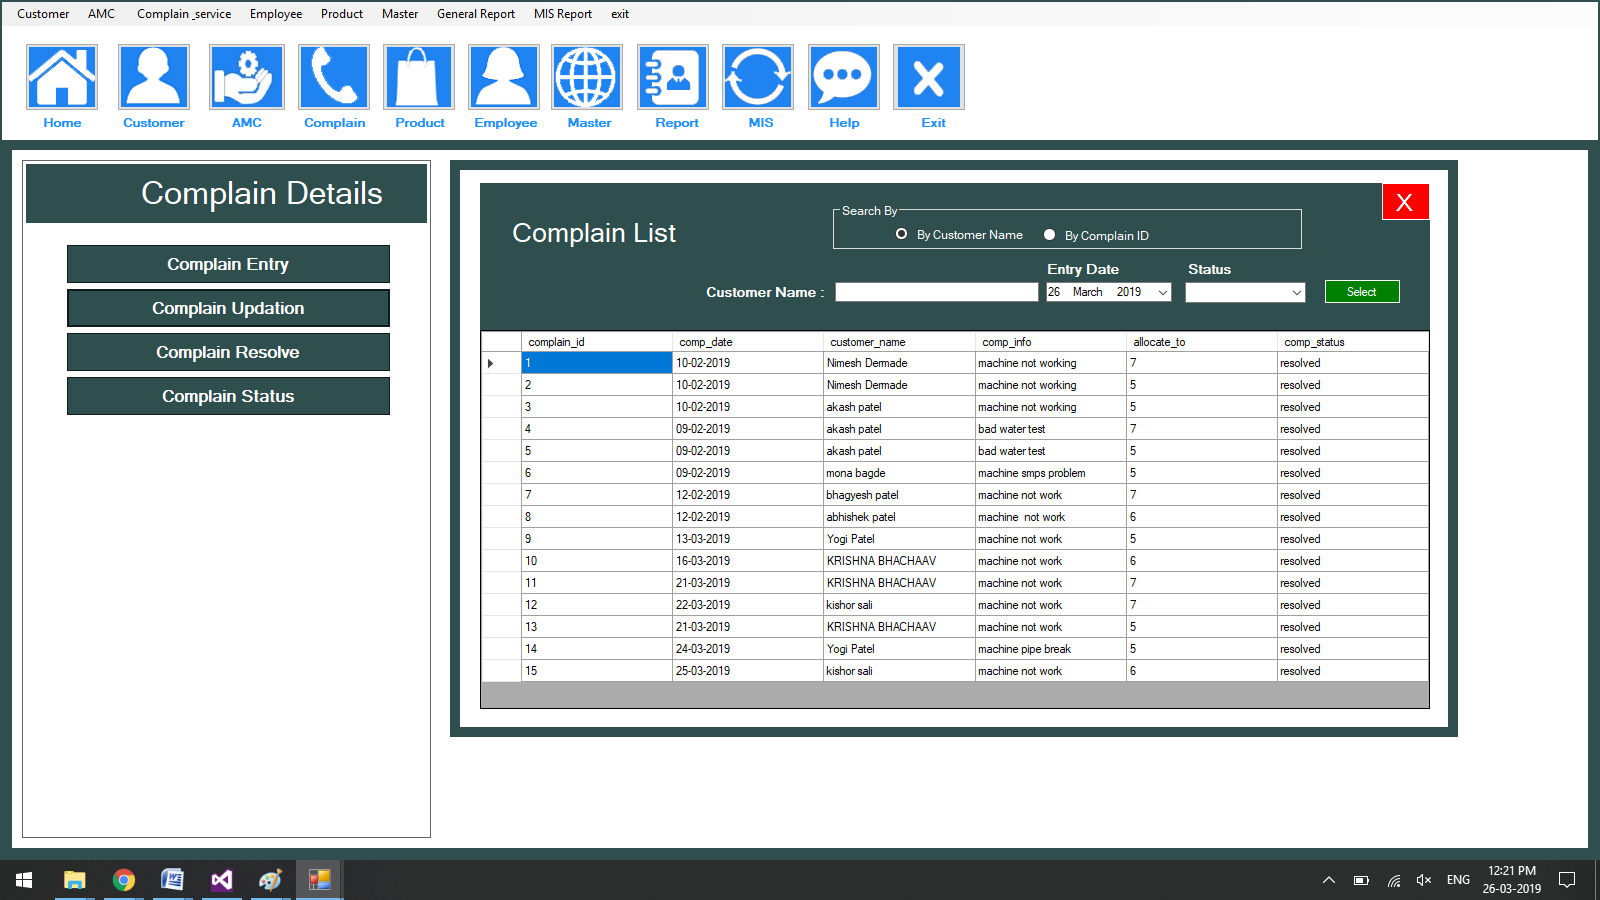 Customer AMC Complain _service Employee Product Master General Report MIS Report exit
Home Customer AMC Complain Product Employee Master Report MIS Help Exit
Complain Details
Complain Entry
Complain Updation
Complain Resolve
Complain Status
X
Complain List
Search By
By Customer Name By Complain ID
Entry Date Status
Customer Name : 26 March 2019 Select
complain_id comp_date customer_name comp_info allocate_to comp_status
1 10-02-2019 Nimesh Dermade machine not working 7 resolved
2 10-02-2019 Nimesh Dermade machine not working 5 resolved
3 10-02-2019 akash patel machine not working 5 resolved
4 09-02-2019 akash patel bad water test 7 resolved
5 09-02-2019 akash patel bad water test 5 resolved
6 09-02-2019 mona bagde machine smps problem 5 resolved
7 12-02-2019 bhagyesh patel machine not work 7 resolved
8 12-02-2019 abhishek patel machine  not work 6 resolved
9 13-03-2019 Yogi Patel machine not work 5 resolved
10 16-03-2019 KRISHNA BHACHAAV machine not work 6 resolved
11 21-03-2019 KRISHNA BHACHAAV machine not work 7 resolved
12 22-03-2019 kishor sali machine not work 7 resolved
13 21-03-2019 KRISHNA BHACHAAV machine not work 5 resolved
14 24-03-2019 Yogi Patel machine pipe break 5 resolved
15 25-03-2019 kishor sali machine not work 6 resolved
ENG 12:21 PM
26-03-2019